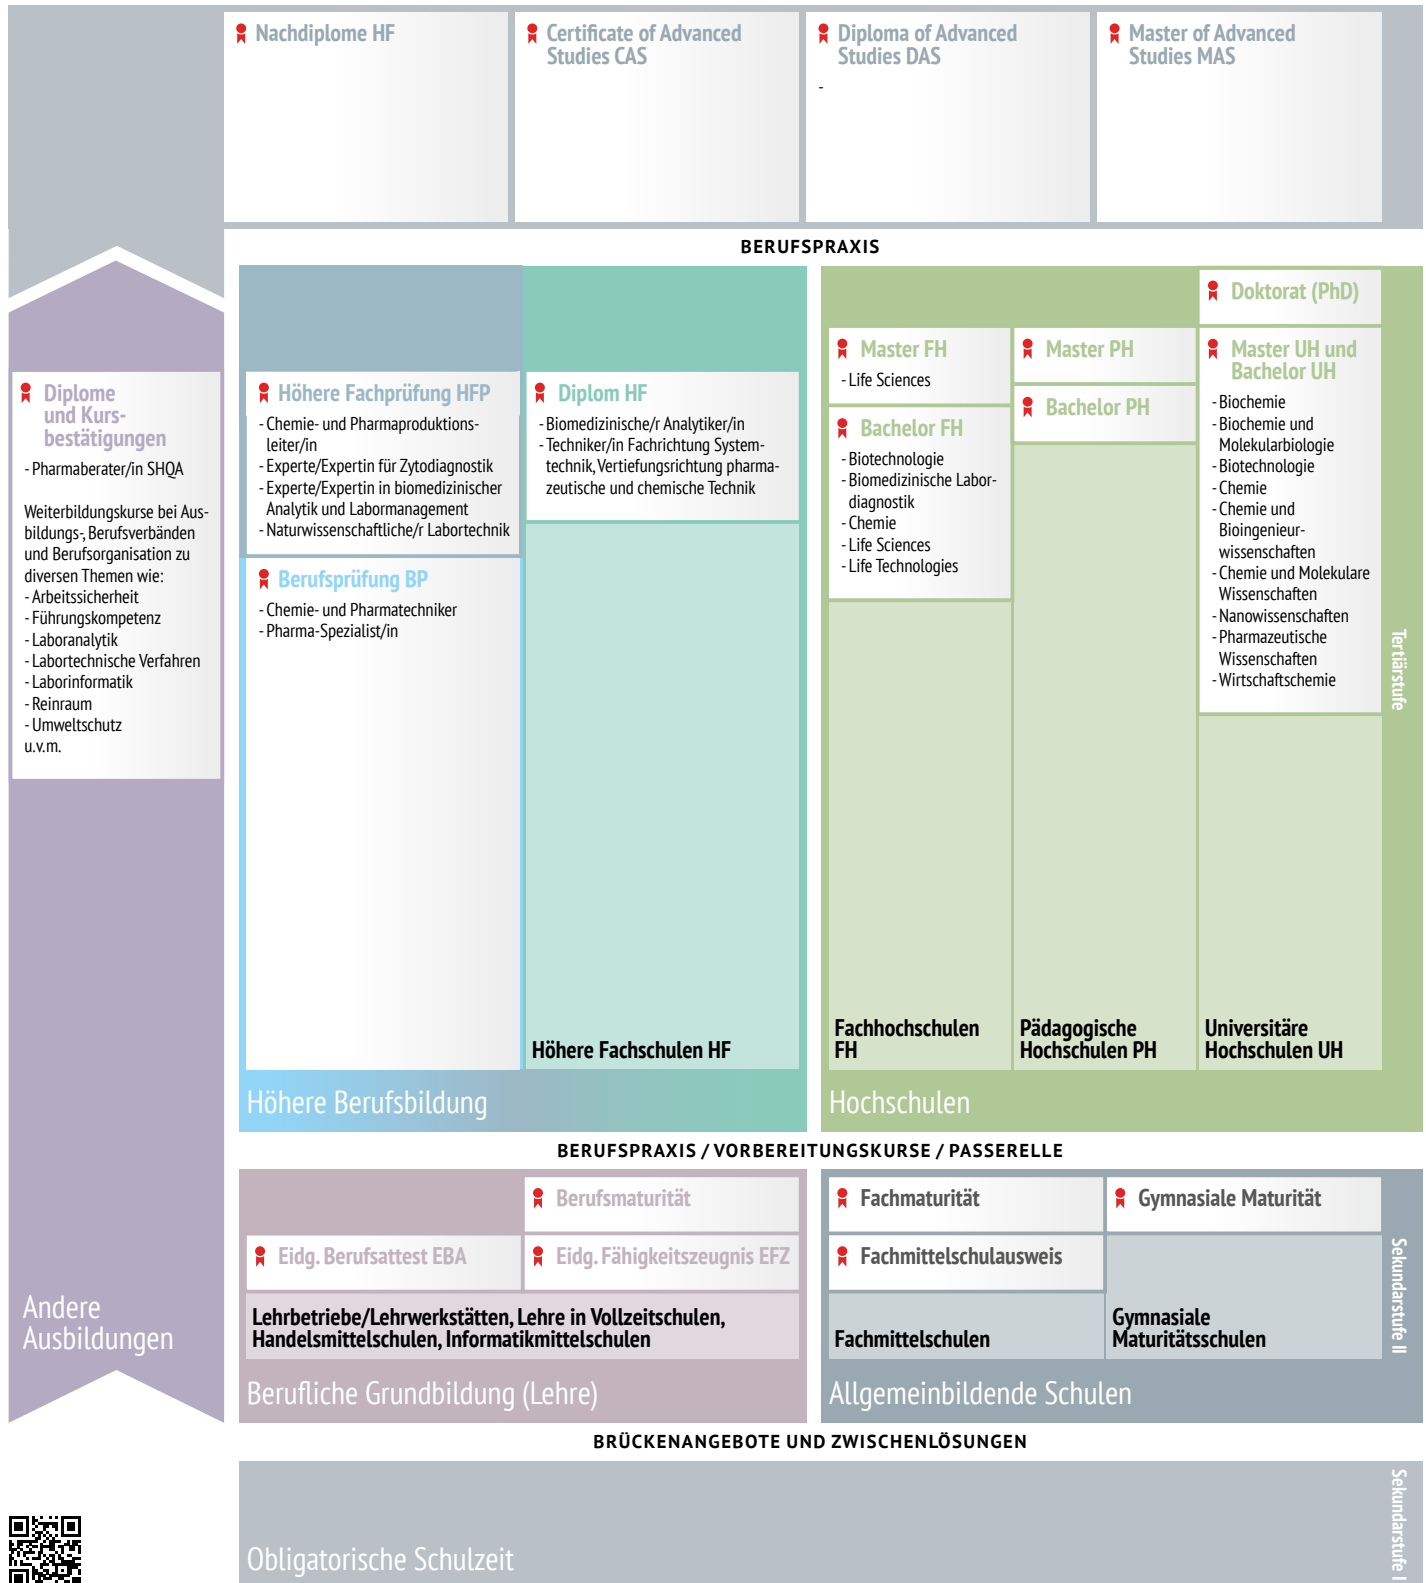 Nachdiplome HF
Certificate of Advanced
Studies CAS
Diploma of Advanced
Studies DAS
-
Master of Advanced
Studies MAS
BERUFSPRAXIS
Diplome
und Kurs-
bestätigungen
- Pharmaberater/in SHQA
Weiterbildungskurse bei Aus-
bildungs-, Berufsverbänden
und Berufsorganisation zu
diversen Themen wie:
- Arbeitssicherheit
- Führungskompetenz
- Laboranalytik
- Labortechnische Verfahren
- Laborinformatik
- Reinraum
- Umweltschutz
u.v.m.
Andere
Ausbildungen
Höhere Fachprüfung HFP
- Chemie- und Pharmaproduktions-
leiter/in
- Experte/Expertin für Zytodiagnostik
- Experte/Expertin in biomedizinischer
Analytik und Labormanagement
- Naturwissenschaftliche/r Labortechnik
Berufsprüfung BP
- Chemie- und Pharmatechniker
- Pharma-Spezialist/in
Diplom HF
- Biomedizinische/r Analytiker/in
- Techniker/in Fachrichtung System-
technik, Vertiefungsrichtung pharma-
zeutische und chemische Technik
Höhere Fachschulen HF
Höhere Berufsbildung
Master FH
- Life Sciences
Bachelor FH
- Biotechnologie
- Biomedizinische Labor-
diagnostik
- Chemie
- Life Sciences
- Life Technologies
Fachhochschulen
FH
Master PH
Bachelor PH
Pädagogische
Hochschulen PH
Doktorat (PhD)
Master UH und
Bachelor UH
- Biochemie
- Biochemie und
Molekularbiologie
- Biotechnologie
- Chemie
- Chemie und
Bioingenieur-
wissenschaften
- Chemie und Molekulare
Wissenschaften
- Nanowissenschaften
- Pharmazeutische
Wissenschaften
- Wirtschaftschemie
Universitäre
Hochschulen UH
Hochschulen
Tertiärstufe
BERUFSPRAXIS / VORBEREITUNGSKURSE / PASSERELLE
Berufsmaturität
Eidg. Berufsattest EBA
Eidg. Fähigkeitszeugnis EFZ
Lehrbetriebe/Lehrwerkstätten, Lehre in Vollzeitschulen,
Handelsmittelschulen, Informatikmittelschulen
Berufliche Grundbildung (Lehre)
Fachmaturität
Gymnasiale Maturität
Fachmittelschulausweis
Fachmittelschulen
Gymnasiale
Maturitätsschulen
Allgemeinbildende Schulen
Sekundarstufe II
BRÜCKENANGEBOTE UND ZWISCHENLÖSUNGEN
Obligatorische Schulzeit
Sekundarstufe I